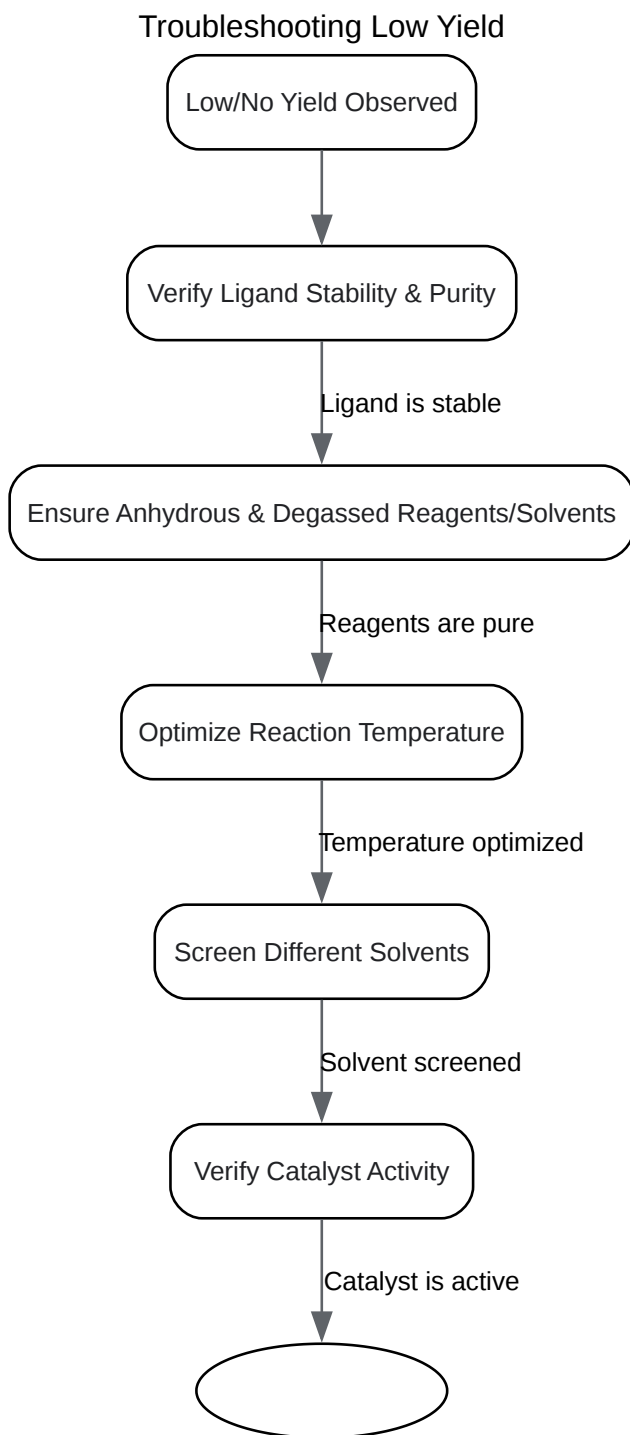 Troubleshooting Low Yield
Low/No Yield Observed
Verify Ligand Stability & Purity
Ligand is stable
Ensure Anhydrous & Degassed Reagents/Solvents
Reagents are pure
Optimize Reaction Temperature
Temperature optimized
Screen Different Solvents
Solvent screened
Verify Catalyst Activity
Catalyst is active